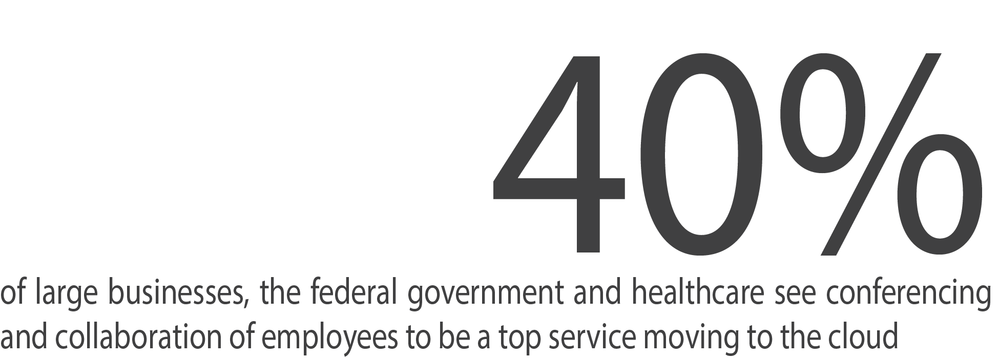 40%
of large businesses, the federal government and healthcare see conferencing
and collaboration of employees to be a top service moving to the cloud